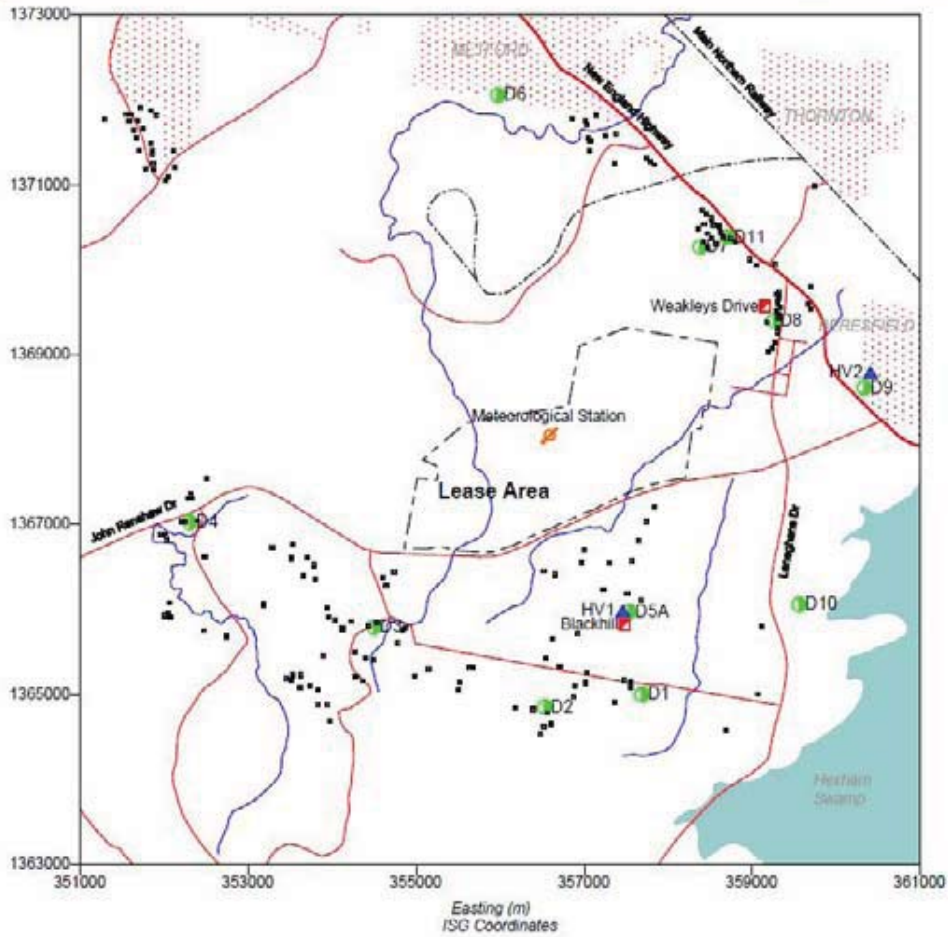 1373000
METFORD
D6
New England Highway
Main Northern Railway
THORNTON
1371000
D11
D7
Weakleys Drive
D8
BERESFIELD
1369000
HV2
D9
Meteorological Station
Lease Area
John Renshaw Dr
D4
1367000
Lenaghans Dr
D10
HV1
D5A
Blackhill
D3
1365000
D1
D2
Hexham
Swamp
1363000
351000
353000
355000
357000
359000
361000
Easting (m)
ISG Coordinates